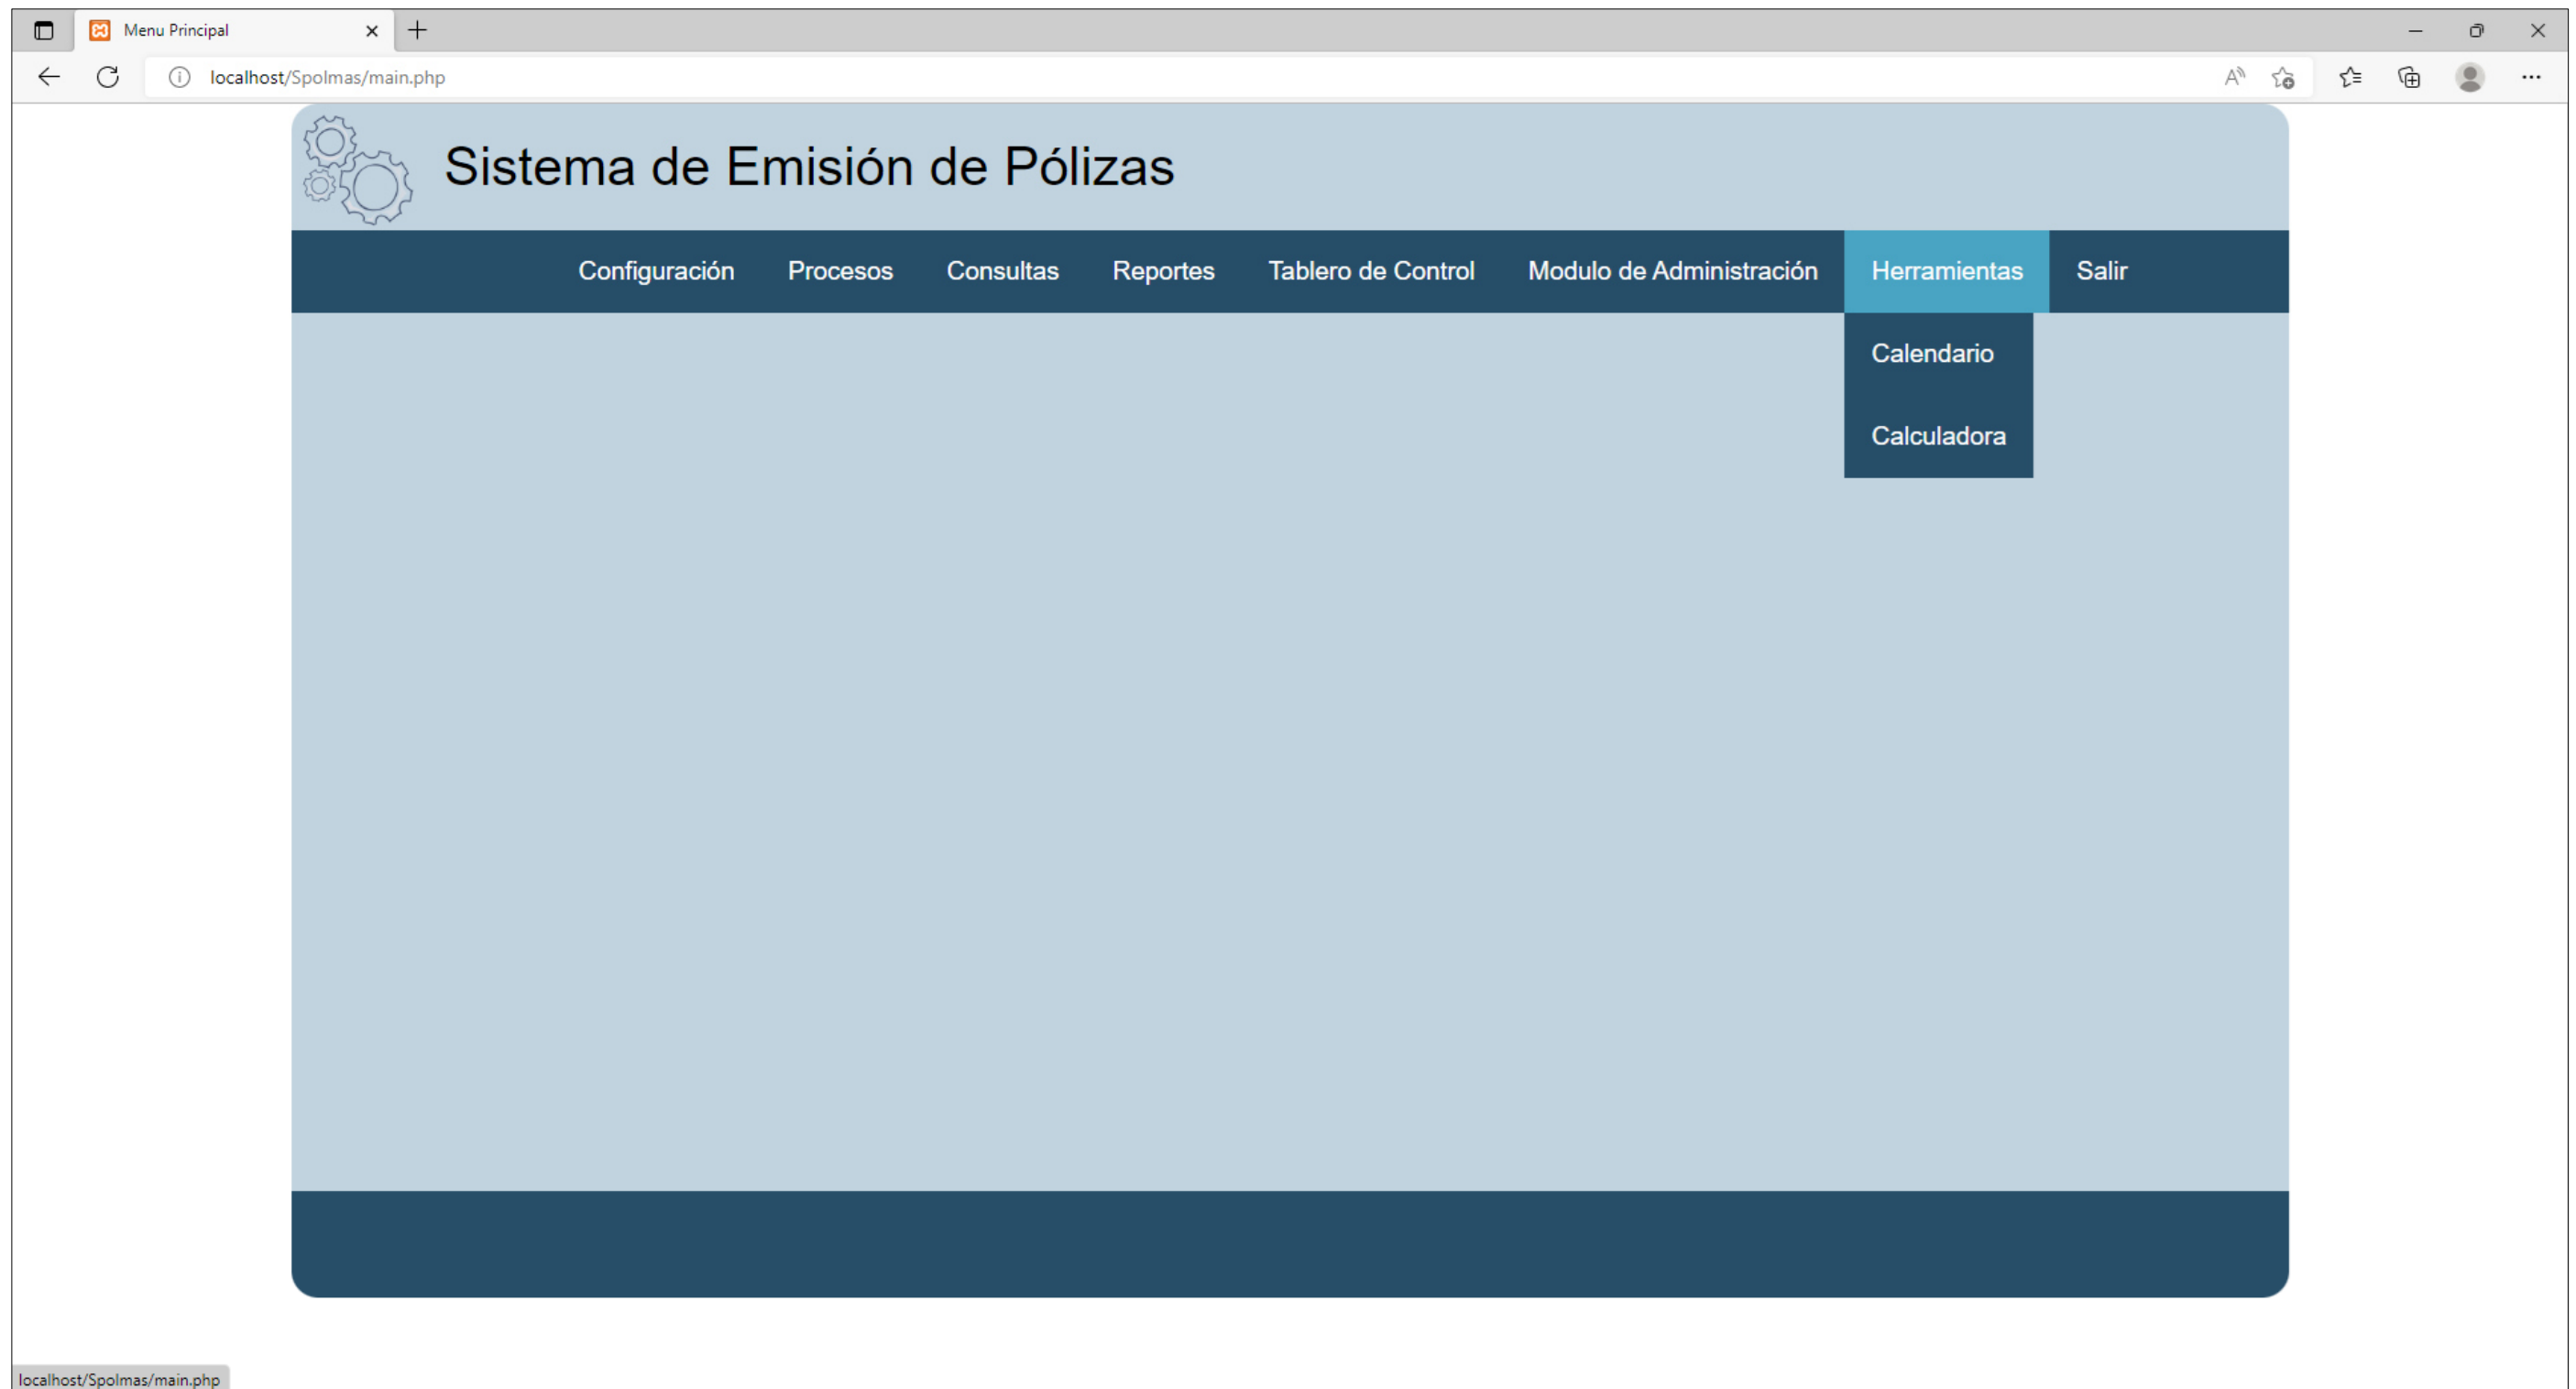 Menu Principal
localhost/Spolmas/main.php
Sistema de Emisión de Pólizas
Configuración Procesos Consultas Reportes Tablero de Control Modulo de Administración Herramientas Salir
Calendario
Calculadora
localhost/Spolmas/main.php